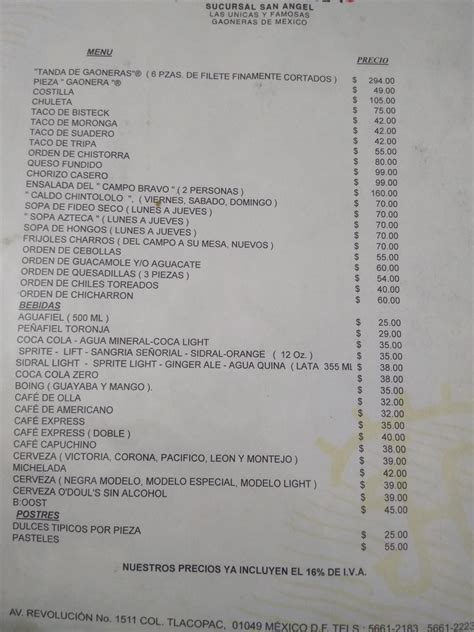 SUCURSAL SAN ANGEL
LAS UNICAS Y FAMOSAS
GAONERAS DE MEXICO
MENU PRECIO
"TANDA DE GAONERAS"® ( 6 PZAS. DE FILETE FINAMENTE CORTADOS ) $ 294.00
PIEZA " GAONERA "® $ 49.00
COSTILLA $ 105.00
CHULETA $ 75.00
TACO DE BISTECK $ 42.00
TACO DE MORONGA $ 42.00
TACO DE SUADERO $ 42.00
TACO DE TRIPA $ 55.00
ORDEN DE CHISTORRA $ 80.00
QUESO FUNDIDO $ 99.00
CHORIZO CASERO $ 99.00
ENSALADA DEL " CAMPO BRAVO " ( 2 PERSONAS ) $ 160.00
" CALDO CHINTOLOLO ", ( VIERNES, SABADO, DOMINGO ) $ 70.00
SOPA DE FIDEO SECO ( LUNES A JUEVES ) $ 70.00
" SOPA AZTECA " ( LUNES A JUEVES ) $ 70.00
SOPA DE HONGOS ( LUNES A JUEVES ) $ 70.00
FRIJOLES CHARROS ( DEL CAMPO A SU MESA, NUEVOS ) $ 70.00
ORDEN DE CEBOLLAS $ 55.00
ORDEN DE GUACAMOLE Y/O AGUACATE $ 60.00
ORDEN DE QUESADILLAS ( 3 PIEZAS ) $ 54.00
ORDEN DE CHILES TOREADOS $ 40.00
ORDEN DE CHICHARRON $ 60.00
BEBIDAS
AGUAFIEL ( 500 ML ) $ 25.00
PEÑAFIEL TORONJA $ 29.00
COCA COLA - AGUA MINERAL-COCA LIGHT $ 35.00
SPRITE - LIFT - SANGRIA SEÑORIAL - SIDRAL-ORANGE ( 12 Oz. ) $ 35.00
SIDRAL LIGHT - SPRITE LIGHT - GINGER ALE - AGUA QUINA ( LATA 355 ML $ 38.00
COCA COLA ZERO $ 38.00
BOING ( GUAYABA Y MANGO ). $ 35.00
CAFÉ DE OLLA $ 32.00
CAFÉ DE AMERICANO $ 32.00
CAFÉ EXPRESS $ 35.00
CAFÉ EXPRESS ( DOBLE ) $ 40.00
CAFÉ CAPUCHINO $ 38.00
CERVEZA ( VICTORIA, CORONA, PACIFICO, LEON Y MONTEJO ) $ 39.00
MICHELADA $ 42.00
CERVEZA ( NEGRA MODELO, MODELO ESPECIAL, MODELO LIGHT ) $ 39.00
CERVEZA O'DOUL'S SIN ALCOHOL $ 39.00
B:OOST $ 45.00
POSTRES
DULCES TIPICOS POR PIEZA $ 25.00
PASTELES $ 55.00
NUESTROS PRECIOS YA INCLUYEN EL 16% DE I.V.A.
AV. REVOLUCIÓN No. 1511 COL. TLACOPAC, 01049 MÉXICO D.F. TELS.: 5661-2183 5661-2223